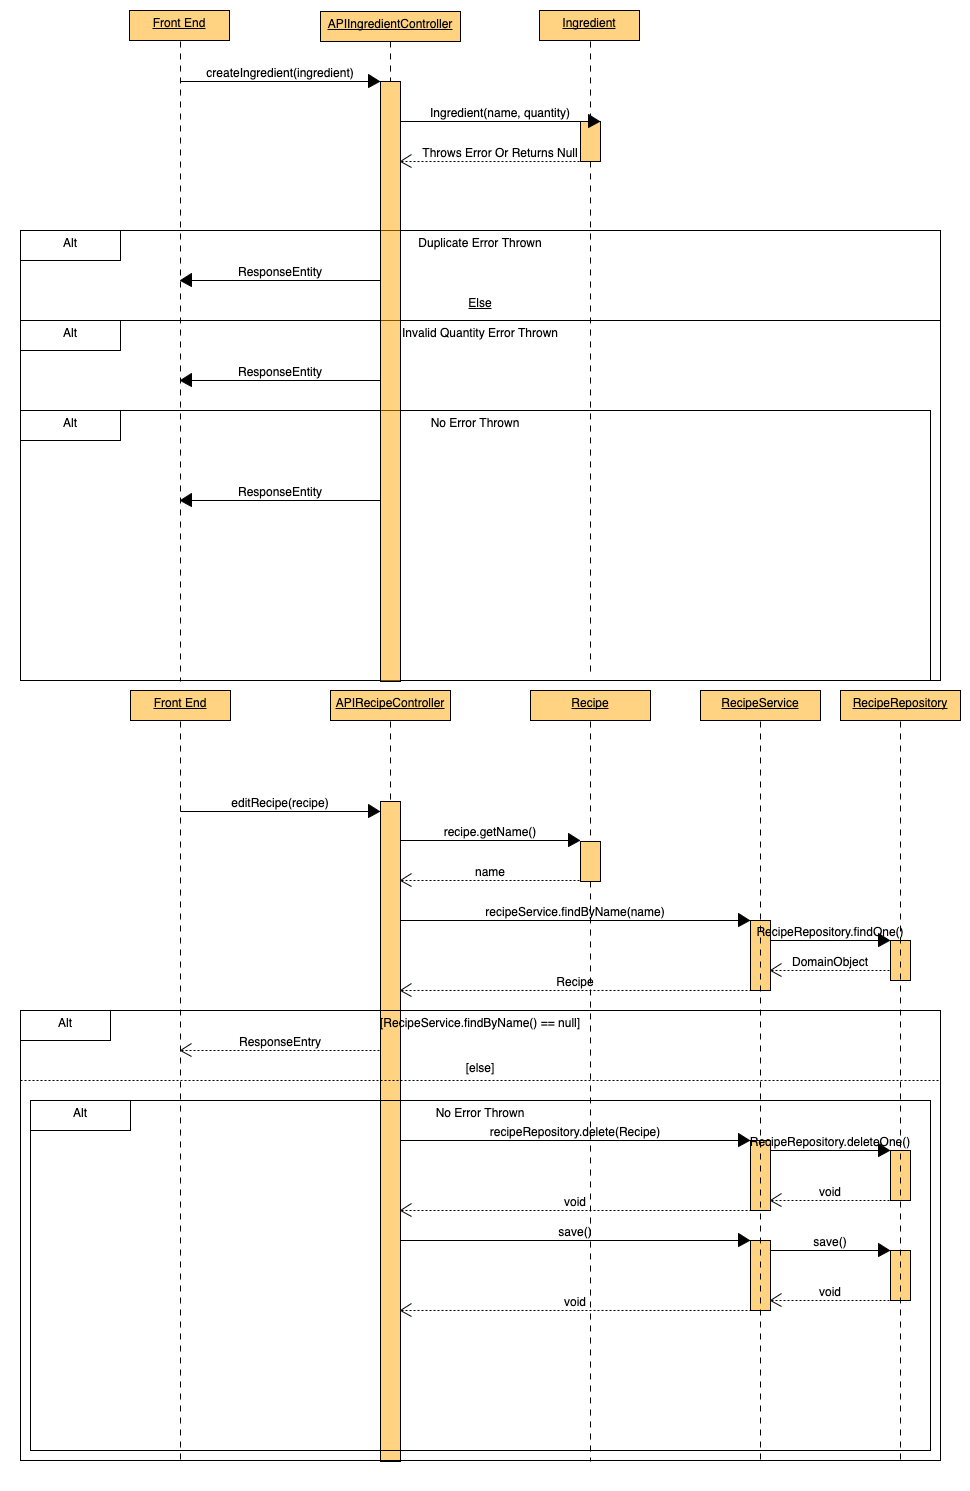 Front End
APIIngredientController
Ingredient
createIngredient(ingredient)
Ingredient(name, quantity)
Throws Error Or Returns Null
Alt
Duplicate Error Thrown
ResponseEntity
Else
Alt
Invalid Quantity Error Thrown
ResponseEntity
Alt
No Error Thrown
ResponseEntity
Front End
APIRecipeController
Recipe
RecipeService
RecipeRepository
editRecipe(recipe)
recipe.getName()
name
recipeService.findByName(name)
RecipeRepository.findOne()
DomainObject
Recipe
Alt
[RecipeService.findByName() == null]
ResponseEntry
[else]
Alt
No Error Thrown
recipeRepository.delete(Recipe)
RecipeRepository.deleteOne()
void
void
save()
save()
void
void